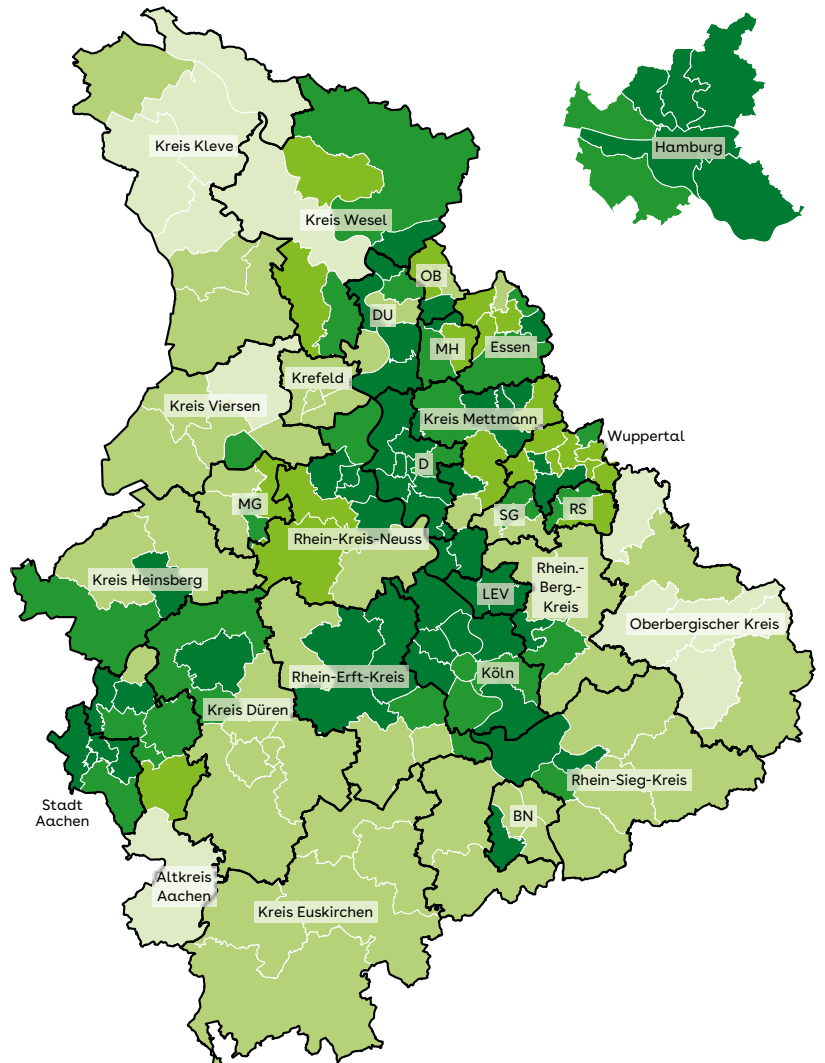 Kreis Kleve
Hamburg
Kreis Wesel
OB
DU
MH
Essen
Krefeld
Kreis Viersen
Kreis Mettmann
Wuppertal
D
MG
SG
RS
Rhein-Kreis-Neuss
Kreis Heinsberg
Rhein.-
Berg.-
Kreis
LEV
Oberbergischer Kreis
Köln
Rhein-Erft-Kreis
Kreis Düren
Rhein-Sieg-Kreis
Stadt
Aachen
BN
Altkreis
Aachen
Kreis Euskirchen